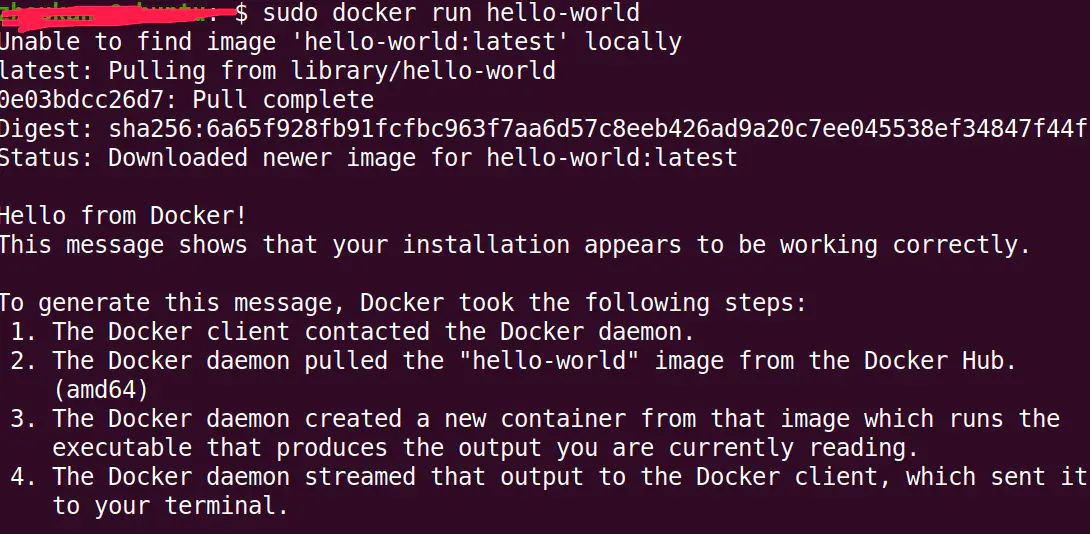 $ sudo docker run hello-world
Unable to find image 'hello-world:latest' locally
latest: Pulling from library/hello-world
0e03bdcc26d7: Pull complete
Digest: sha256:6a65f928fb91fcfbc963f7aa6d57c8eeb426ad9a20c7ee045538ef34847f44f
Status: Downloaded newer image for hello-world:latest
Hello from Docker!
This message shows that your installation appears to be working correctly.
To generate this message, Docker took the following steps:
1. The Docker client contacted the Docker daemon.
2. The Docker daemon pulled the "hello-world" image from the Docker Hub.
(amd64)
3. The Docker daemon created a new container from that image which runs the
executable that produces the output you are currently reading.
4. The Docker daemon streamed that output to the Docker client, which sent it
to your terminal.